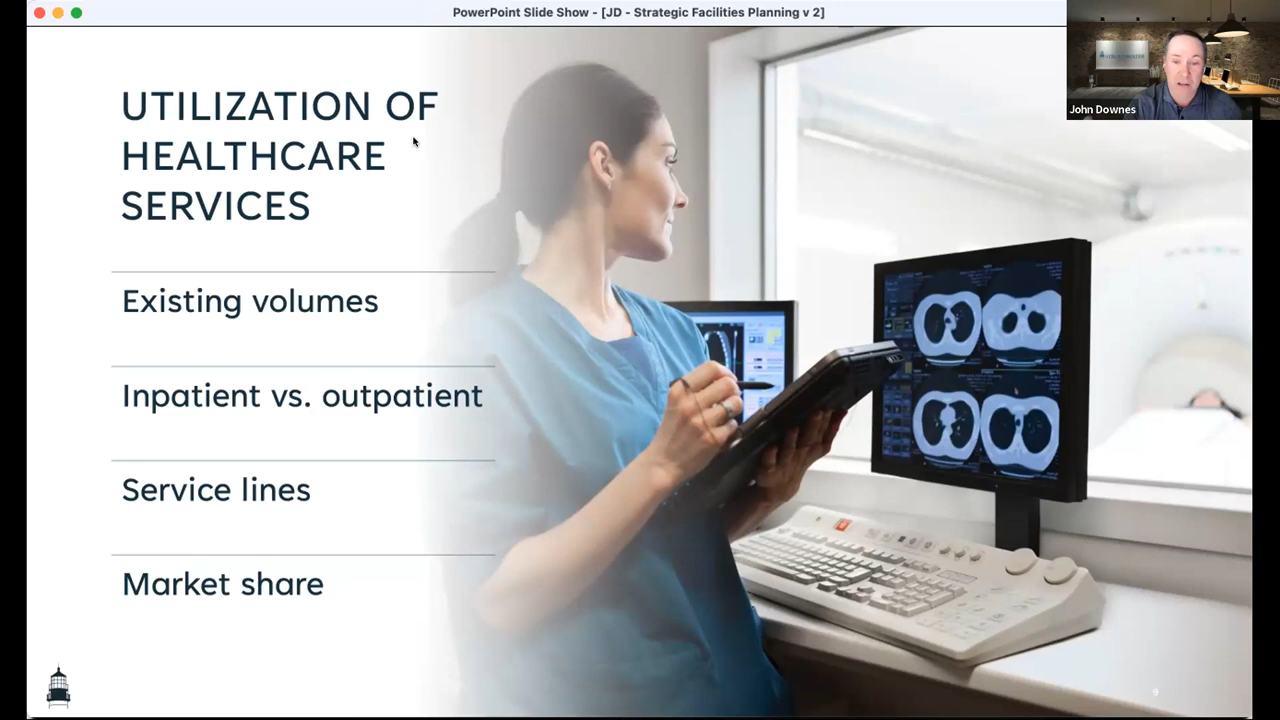 PowerPoint Slide Show - [JD - Strategic Facilities Planning v 2]
John Downes
UTILIZATION OF
HEALTHCARE
SERVICES
Existing volumes
Inpatient vs. outpatient
Service lines
Market share
9